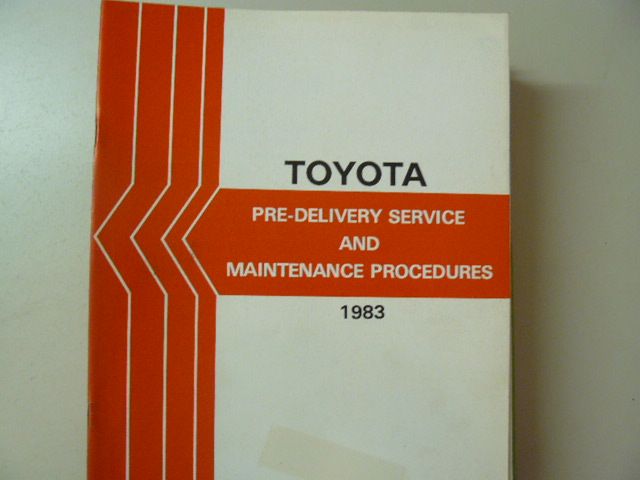 TOYOTA
PRE-DELIVERY SERVICE
AND
MAINTENANCE PROCEDURES
1983